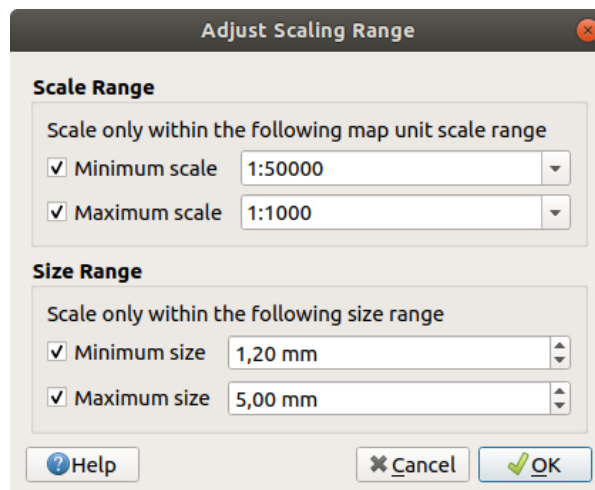 Adjust Scaling Range
Scale Range
Scale only within the following map unit scale range
Minimum scale 1:50000
Maximum scale 1:1000
Size Range
Scale only within the following size range
Minimum size 1,20 mm
Maximum size 5,00 mm
Help Cancel OK